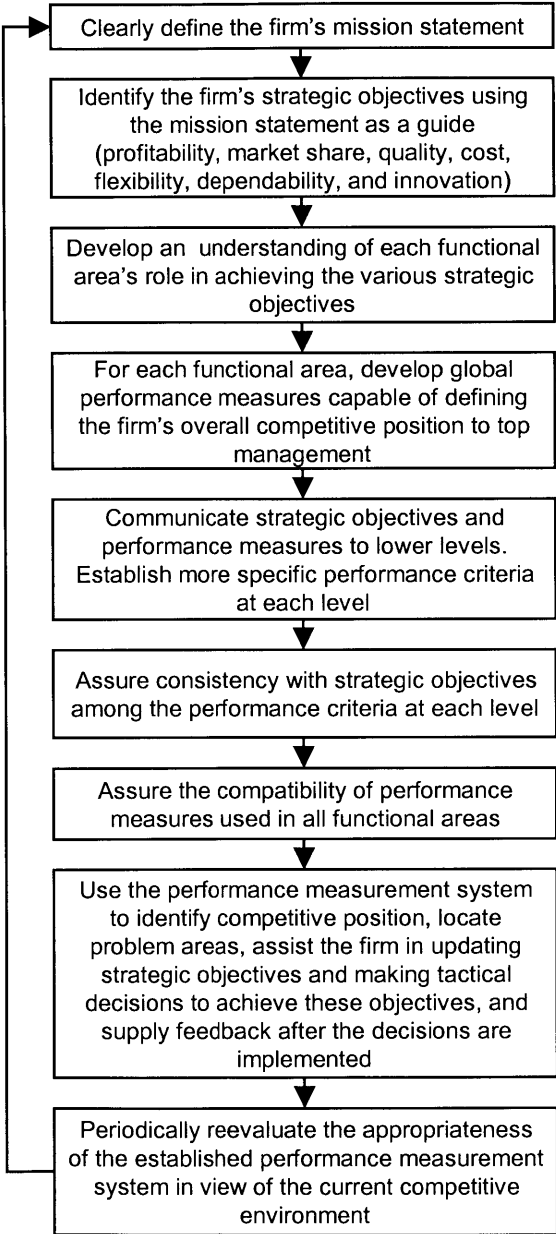 Clearly define the firm's mission statement
Identify the firm's strategic objectives using
the mission statement as a guide
(profitability, market share, quality, cost,
flexibility, dependability, and innovation)
Develop an understanding of each functional
area's role in achieving the various strategic
objectives
For each functional area, develop global
performance measures capable of defining
the firm's overall competitive position to top
management
Communicate strategic objectives and
performance measures to lower levels.
Establish more specific performance criteria
at each level
Assure consistency with strategic objectives
among the performance criteria at each level
Assure the compatibility of performance
measures used in all functional areas
Use the performance measurement system
to identify competitive position, locate
problem areas, assist the firm in updating
strategic objectives and making tactical
decisions to achieve these objectives, and
supply feedback after the decisions are
implemented
Periodically reevaluate the appropriateness
of the established performance measurement
system in view of the current competitive
environment